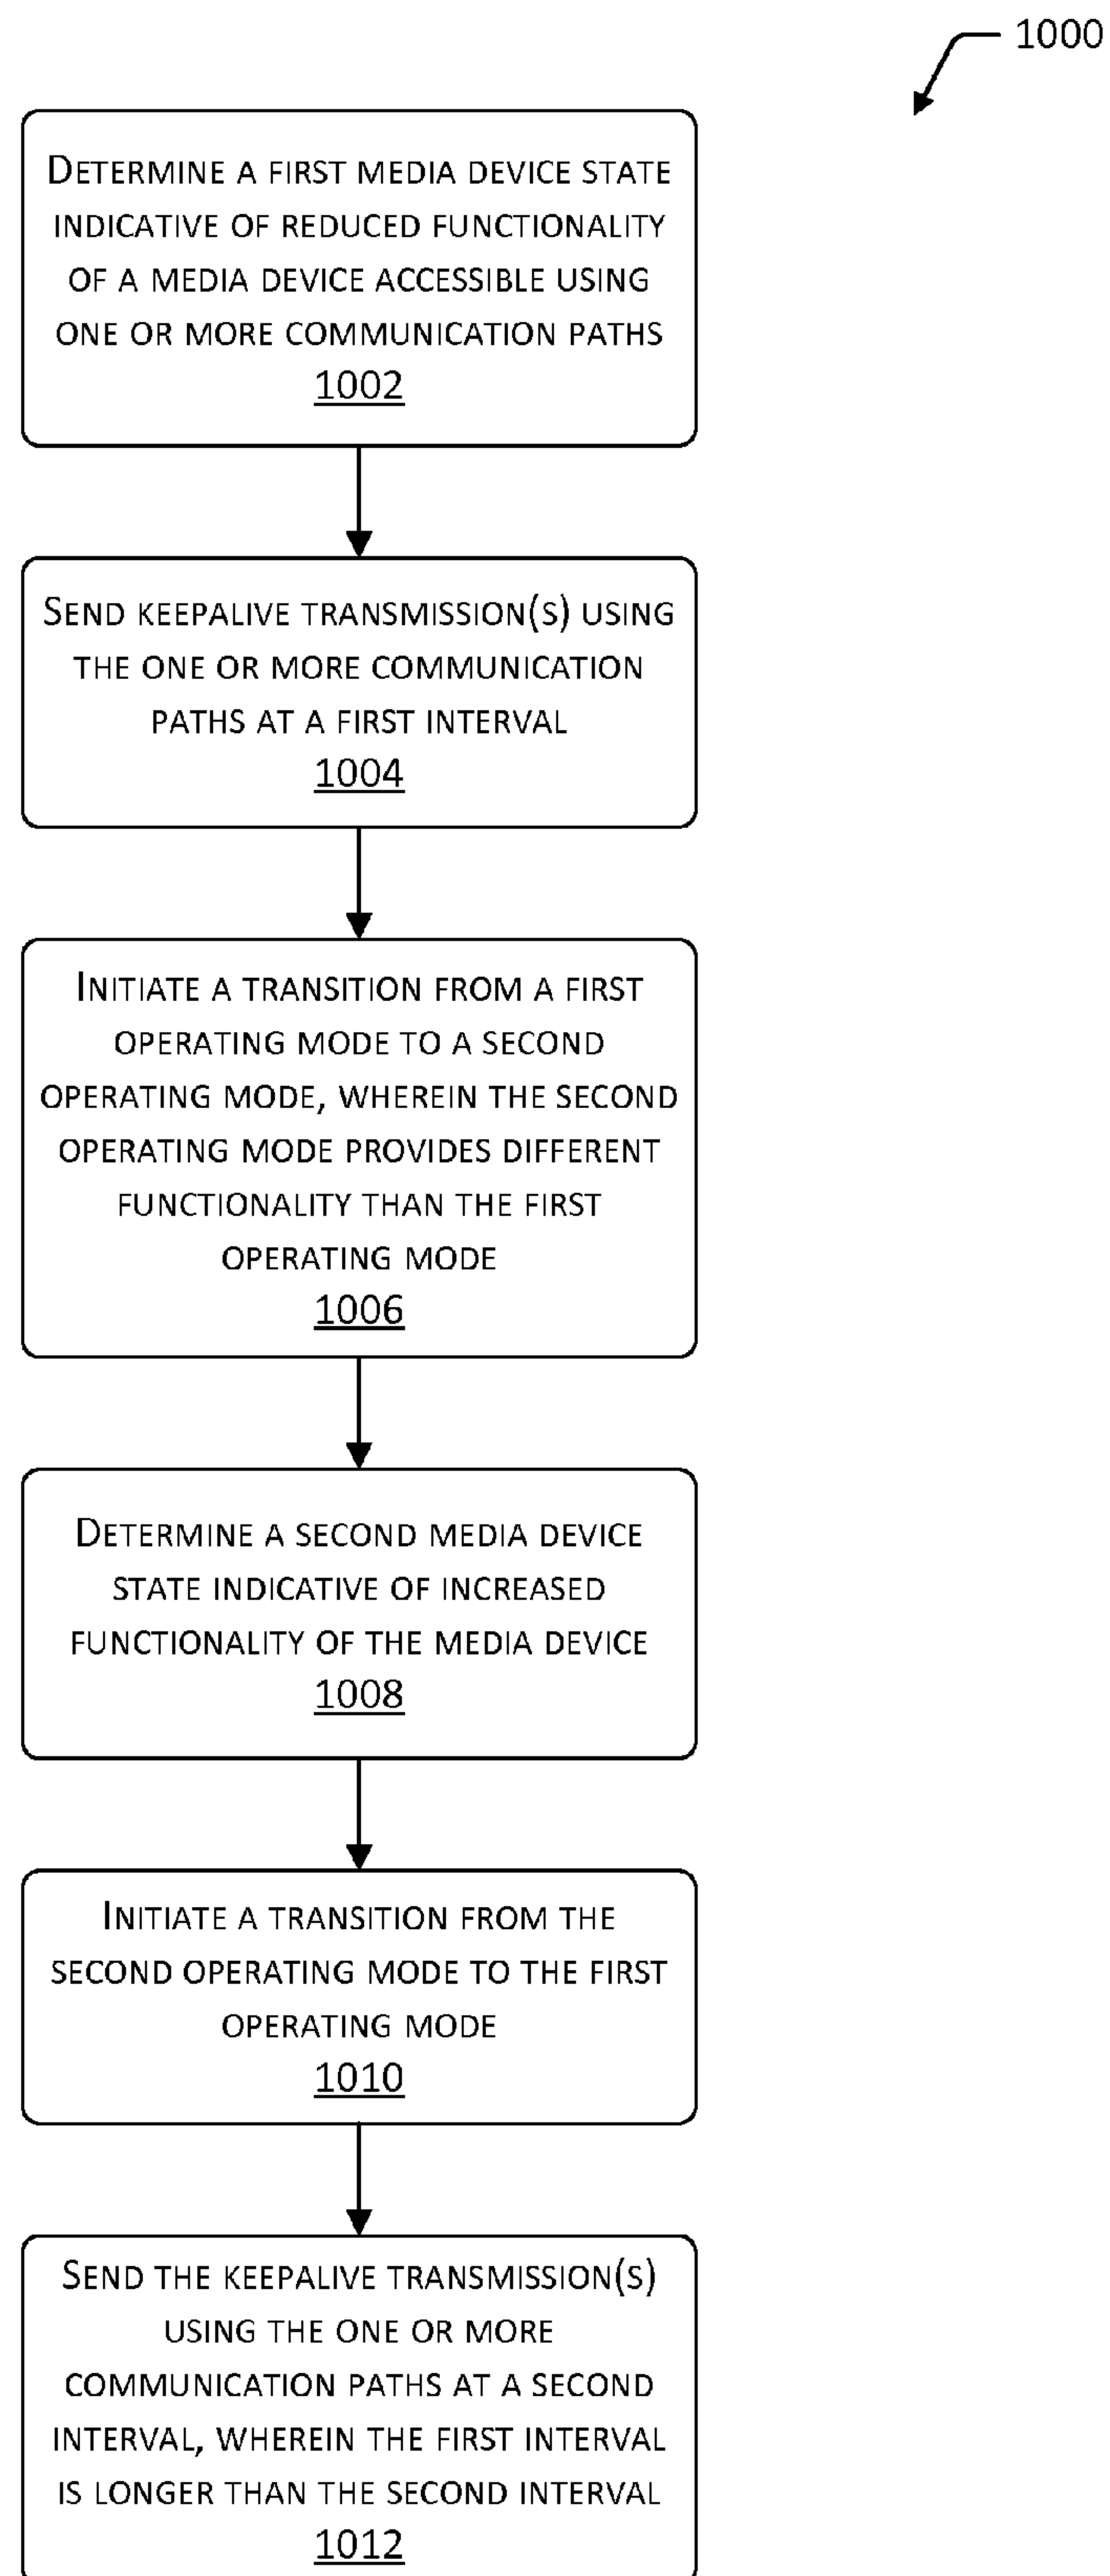 1000
DETERMINE A FIRST MEDIA DEVICE STATE
INDICATIVE OF REDUCED FUNCTIONALITY
OF A MEDIA DEVICE ACCESSIBLE USING
ONE OR MORE COMMUNICATION PATHS
1002
SEND KEEPALIVE TRANSMISSION(S) USING
THE ONE OR MORE COMMUNICATION
PATHS AT A FIRST INTERVAL
1004
INITIATE A TRANSITION FROM A FIRST
OPERATING MODE TO A SECOND
OPERATING MODE, WHEREIN THE SECOND
OPERATING MODE PROVIDES DIFFERENT
FUNCTIONALITY THAN THE FIRST
OPERATING MODE
1006
DETERMINE A SECOND MEDIA DEVICE
STATE INDICATIVE OF INCREASED
FUNCTIONALITY OF THE MEDIA DEVICE
1008
INITIATE A TRANSITION FROM THE
SECOND OPERATING MODE TO THE FIRST
OPERATING MODE
1010
SEND THE KEEPALIVE TRANSMISSION(S)
USING THE ONE OR MORE
COMMUNICATION PATHS AT A SECOND
INTERVAL, WHEREIN THE FIRST INTERVAL
IS LONGER THAN THE SECOND INTERVAL
1012